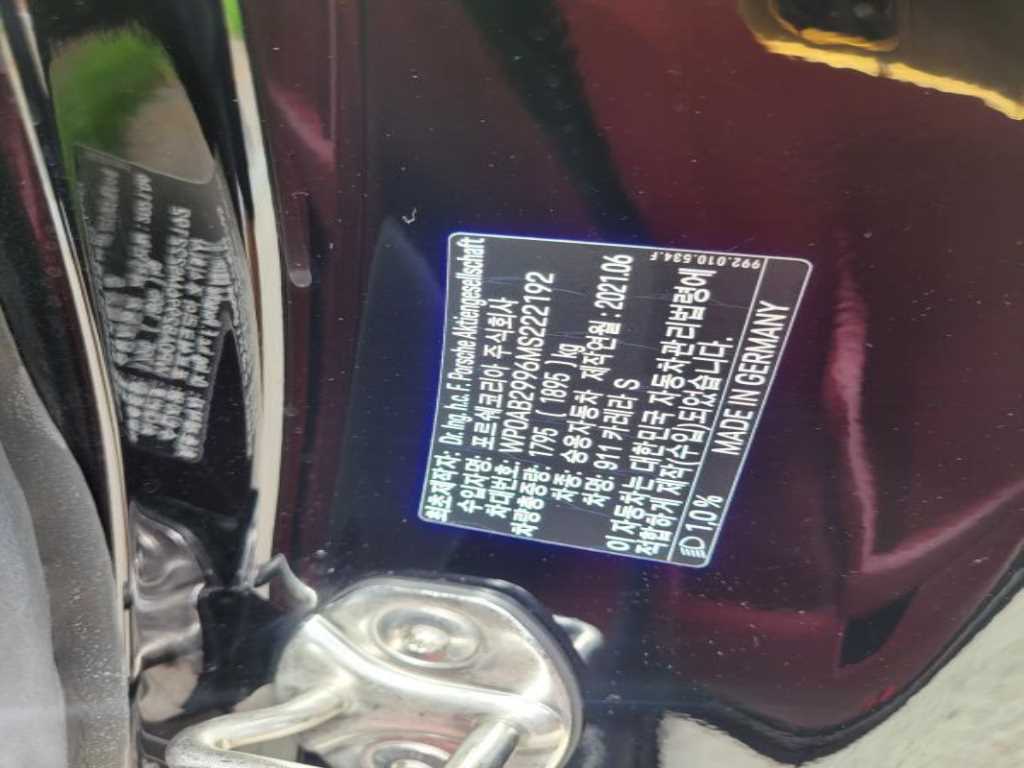 최초제작자: Dr. Ing. h.c. F. Porsche Aktiengesellschaft
수입자명: 포르쉐코리아 주식회사
차대번호: WP0AB2996MS222192
차량총중량: 1795 ( 1895 ) kg
차종: 승용자동차 제작연월 : 2021.06
차명: 911 카레라 S
이 자동차는 대한민국 자동차관리법령에
적합하게 제작(수입)되었습니다.
992.010.534.F
1,0 % MADE IN GERMANY